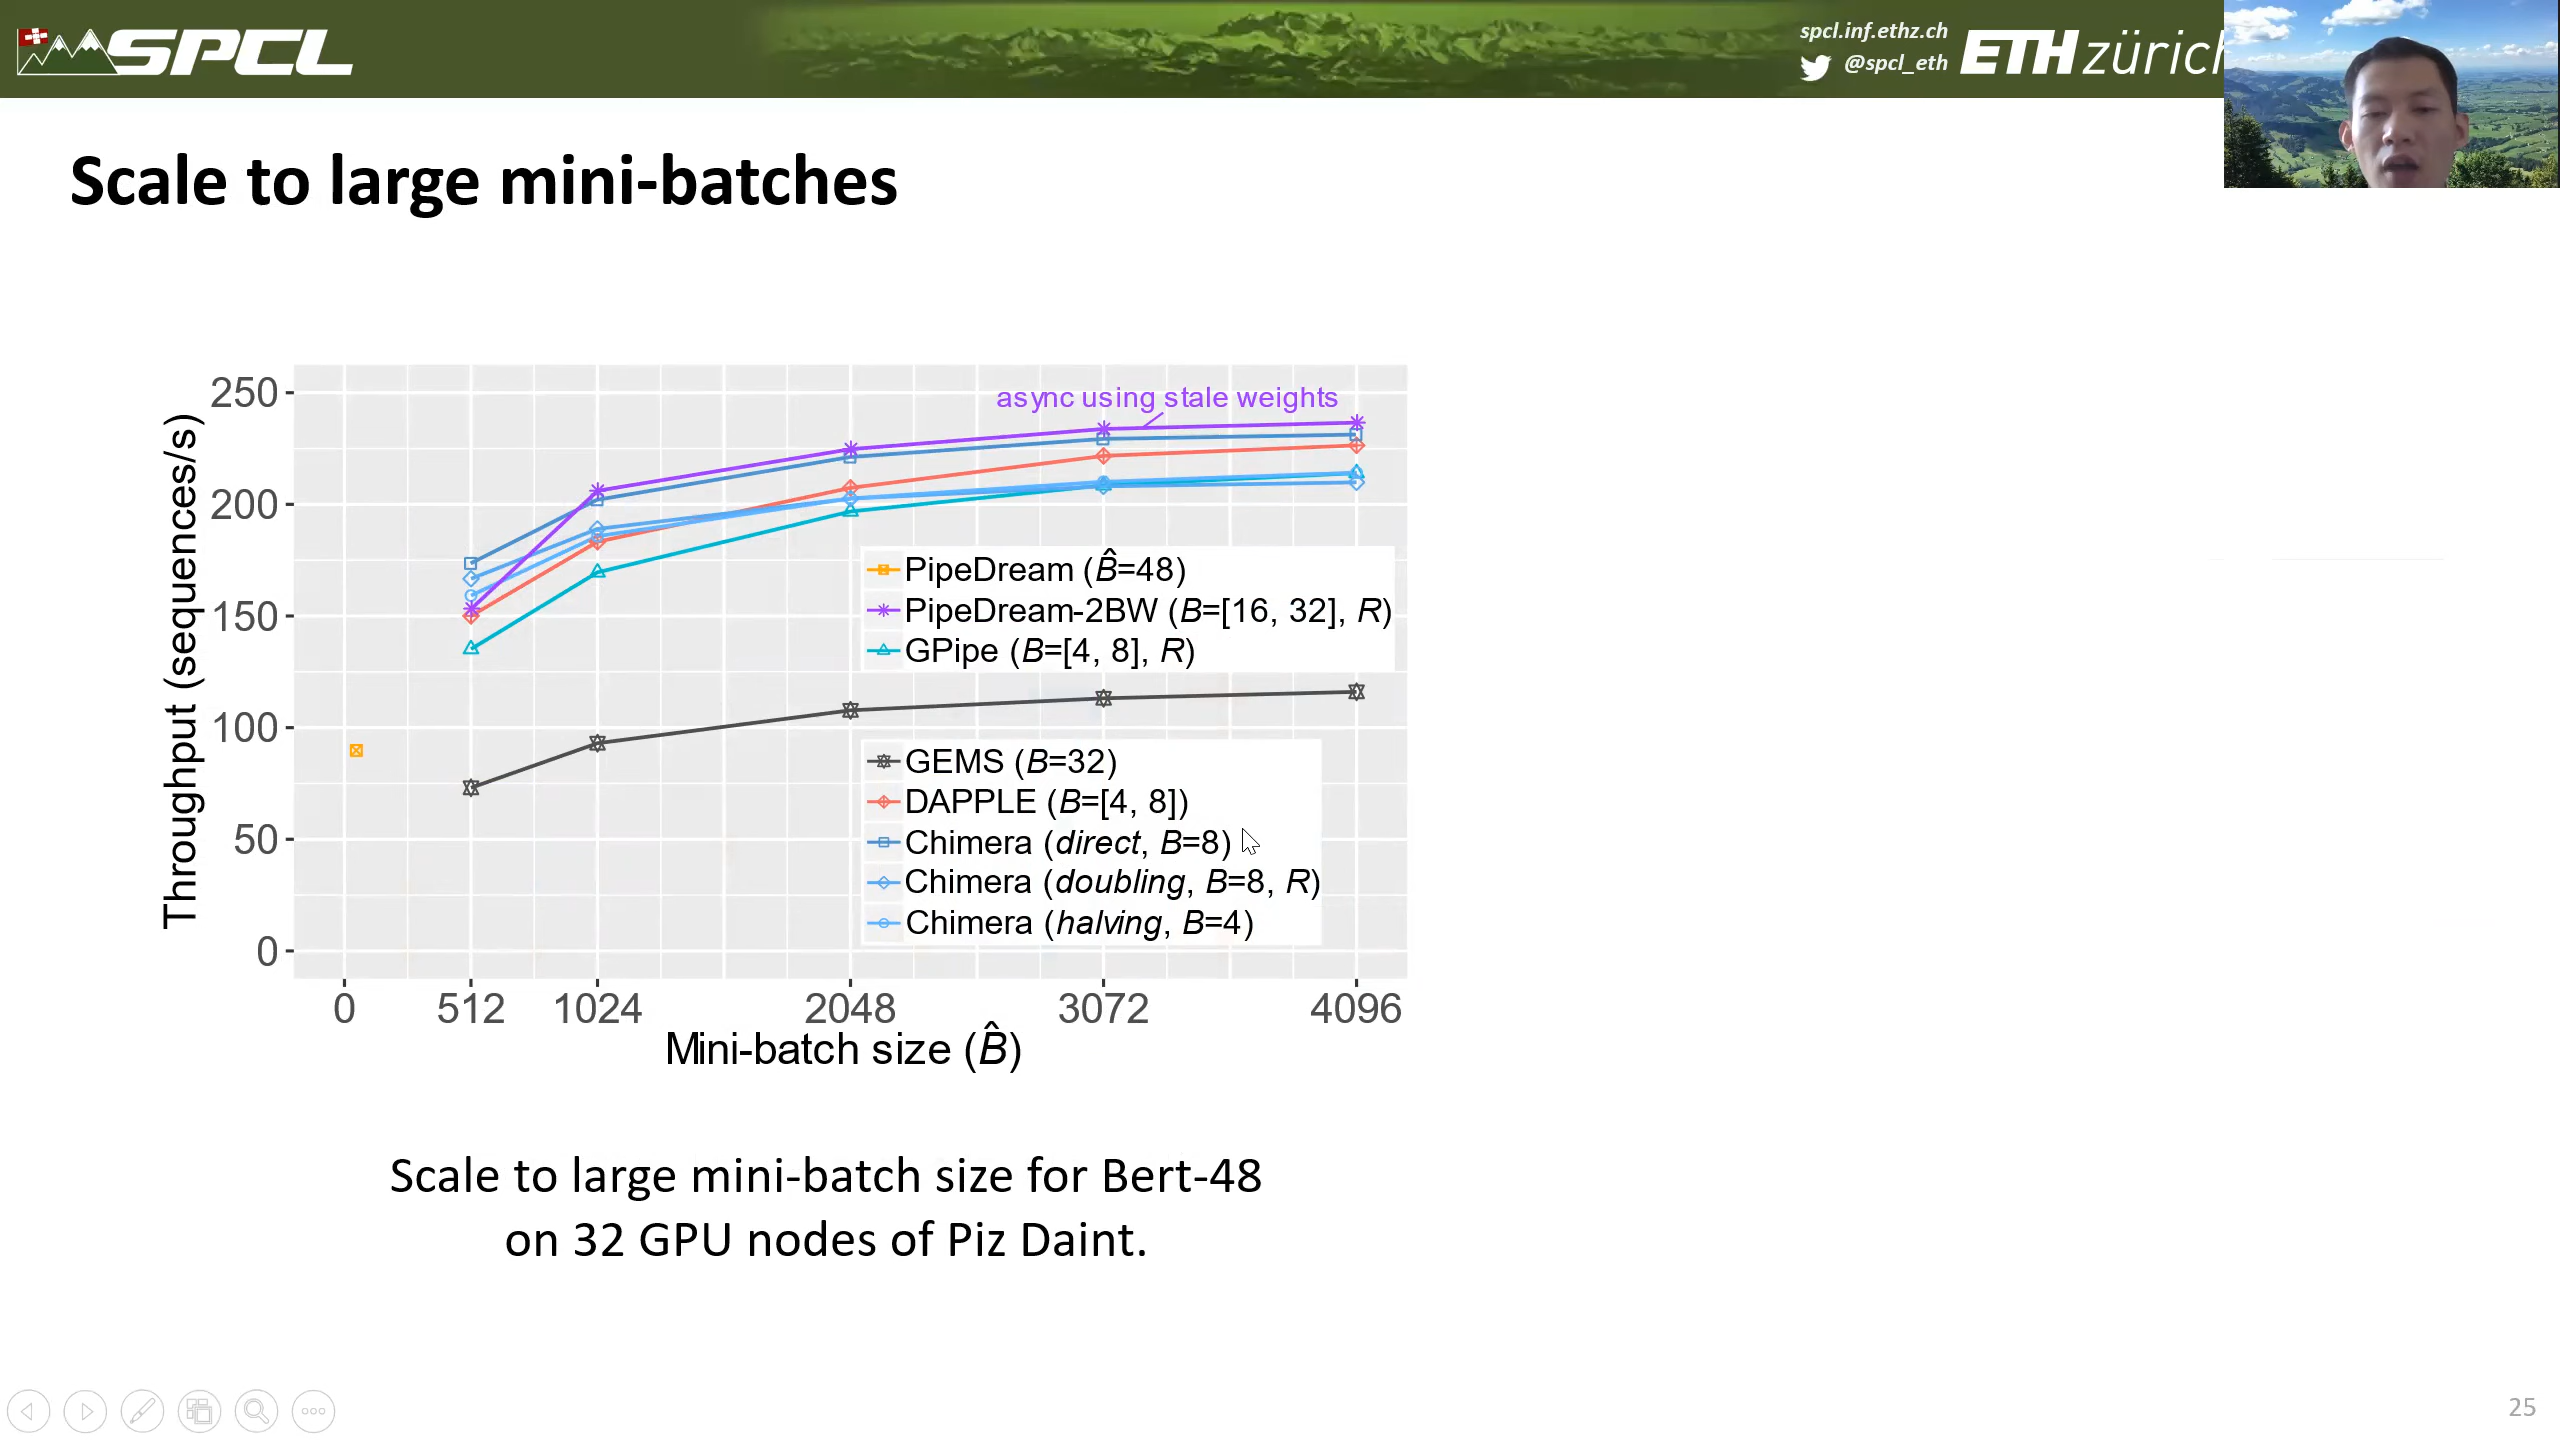 SPCL
spcl.inf.ethz.ch
@spcl_eth
ETH zürich
Scale to large mini-batches
250
200
150
100
50
0
Throughput (sequences/s)
async using stale weights
PipeDream (B̂=48)
PipeDream-2BW (B=[16, 32], R)
GPipe (B=[4, 8], R)
GEMS (B=32)
DAPPLE (B=[4, 8])
Chimera (direct, B=8)
Chimera (doubling, B=8, R)
Chimera (halving, B=4)
0 512 1024 2048 3072 4096
Mini-batch size (B̂)
Scale to large mini-batch size for Bert-48
on 32 GPU nodes of Piz Daint.
25